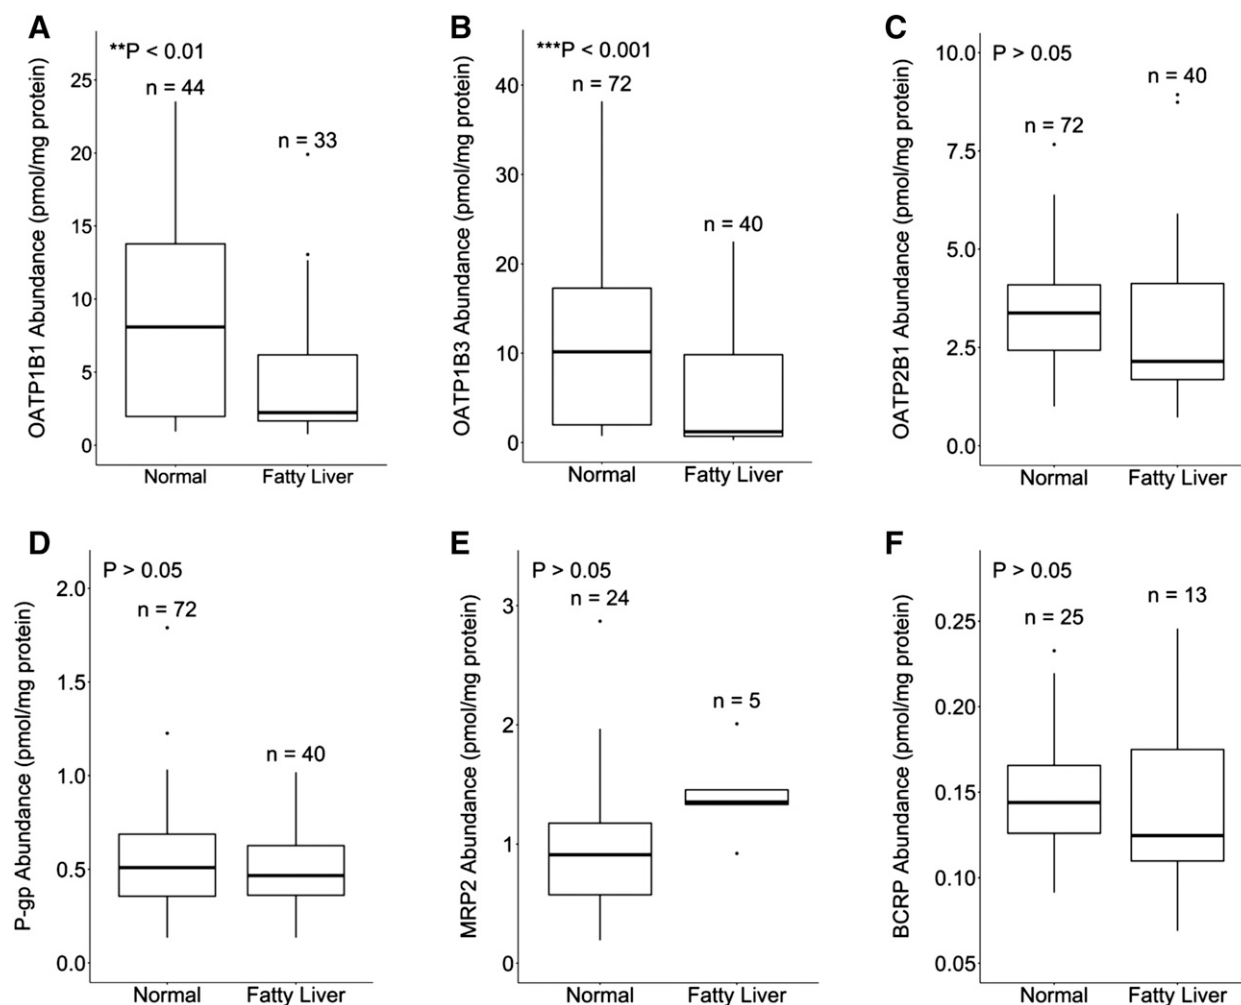 A
**P < 0.01
n = 44
n = 33
OATP1B1 Abundance (pmol/mg protein)
25
20
15
10
5
0
Normal
Fatty Liver
B
***P < 0.001
n = 72
n = 40
OATP1B3 Abundance (pmol/mg protein)
40
30
20
10
0
Normal
Fatty Liver
C
P > 0.05
n = 72
n = 40
OATP2B1 Abundance (pmol/mg protein)
10.0
7.5
5.0
2.5
0.0
Normal
Fatty Liver
D
P > 0.05
n = 72
n = 40
P-gp Abundance (pmol/mg protein)
2.0
1.5
1.0
0.5
0.0
Normal
Fatty Liver
E
P > 0.05
n = 24
n = 5
MRP2 Abundance (pmol/mg protein)
3
2
1
0
Normal
Fatty Liver
F
P > 0.05
n = 25
n = 13
BCRP Abundance (pmol/mg protein)
0.25
0.20
0.15
0.10
0.05
Normal
Fatty Liver